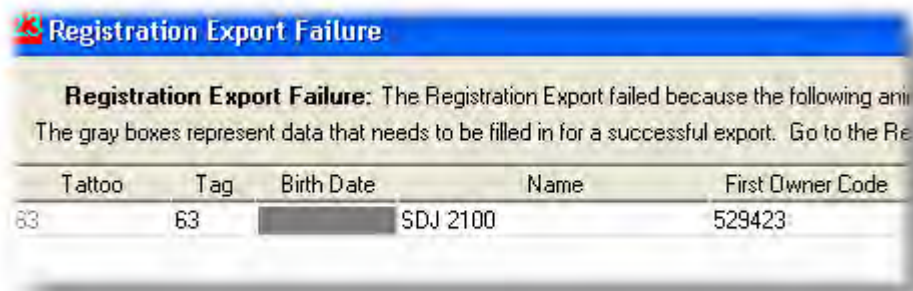 Registration Export Failure
Registration Export Failure: The Registration Export failed because the following ani
The gray boxes represent data that needs to be filled in for a successful export. Go to the Re
Tattoo Tag Birth Date Name First Owner Code
63 63 SDJ 2100 529423